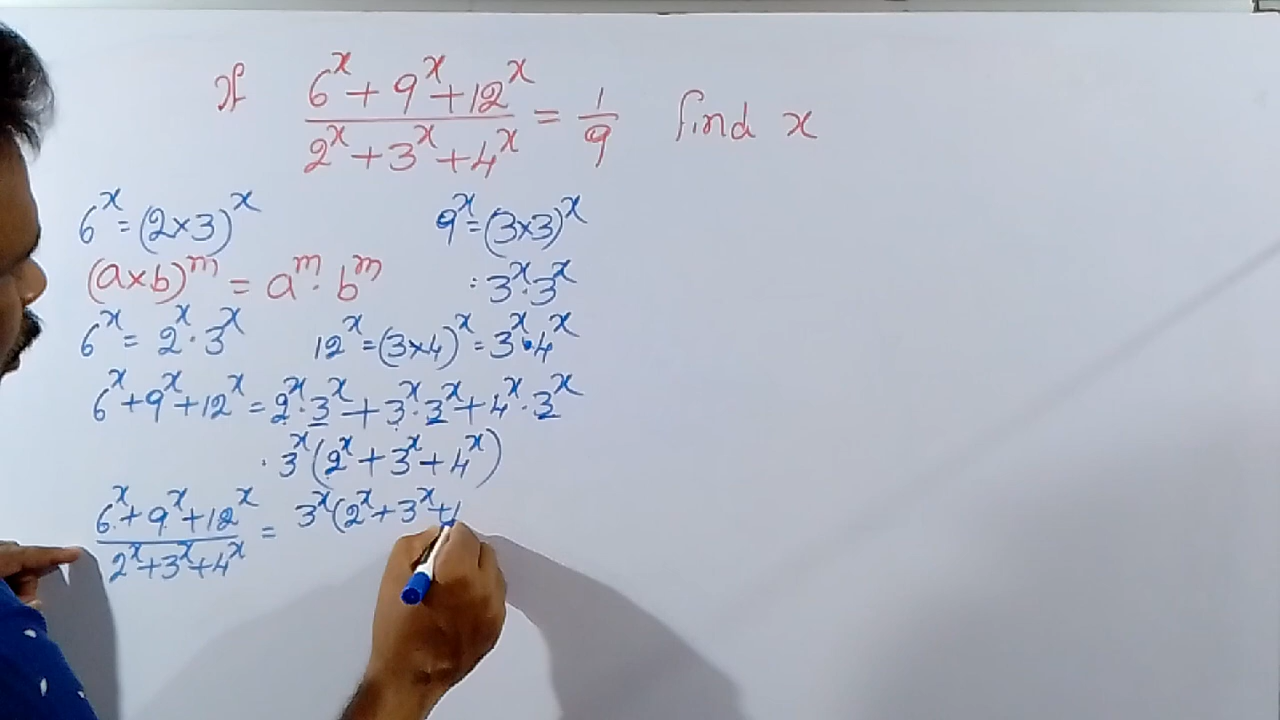 If (6^x + 9^x + 12^x)/(2^x + 3^x + 4^x) = 1/9 find x
6^x = (2×3)^x 9^x = (3×3)^x
(a×b)^m = a^m · b^m : 3^x · 3^x
6^x = 2^x · 3^x 12^x = (3×4)^x = 3^x · 4^x
6^x + 9^x + 12^x = 2^x · 3^x + 3^x · 3^x + 4^x · 3^x
· 3^x (2^x + 3^x + 4^x)
(6^x + 9^x + 12^x)/(2^x + 3^x + 4^x) = 3^x (2^x + 3^x +